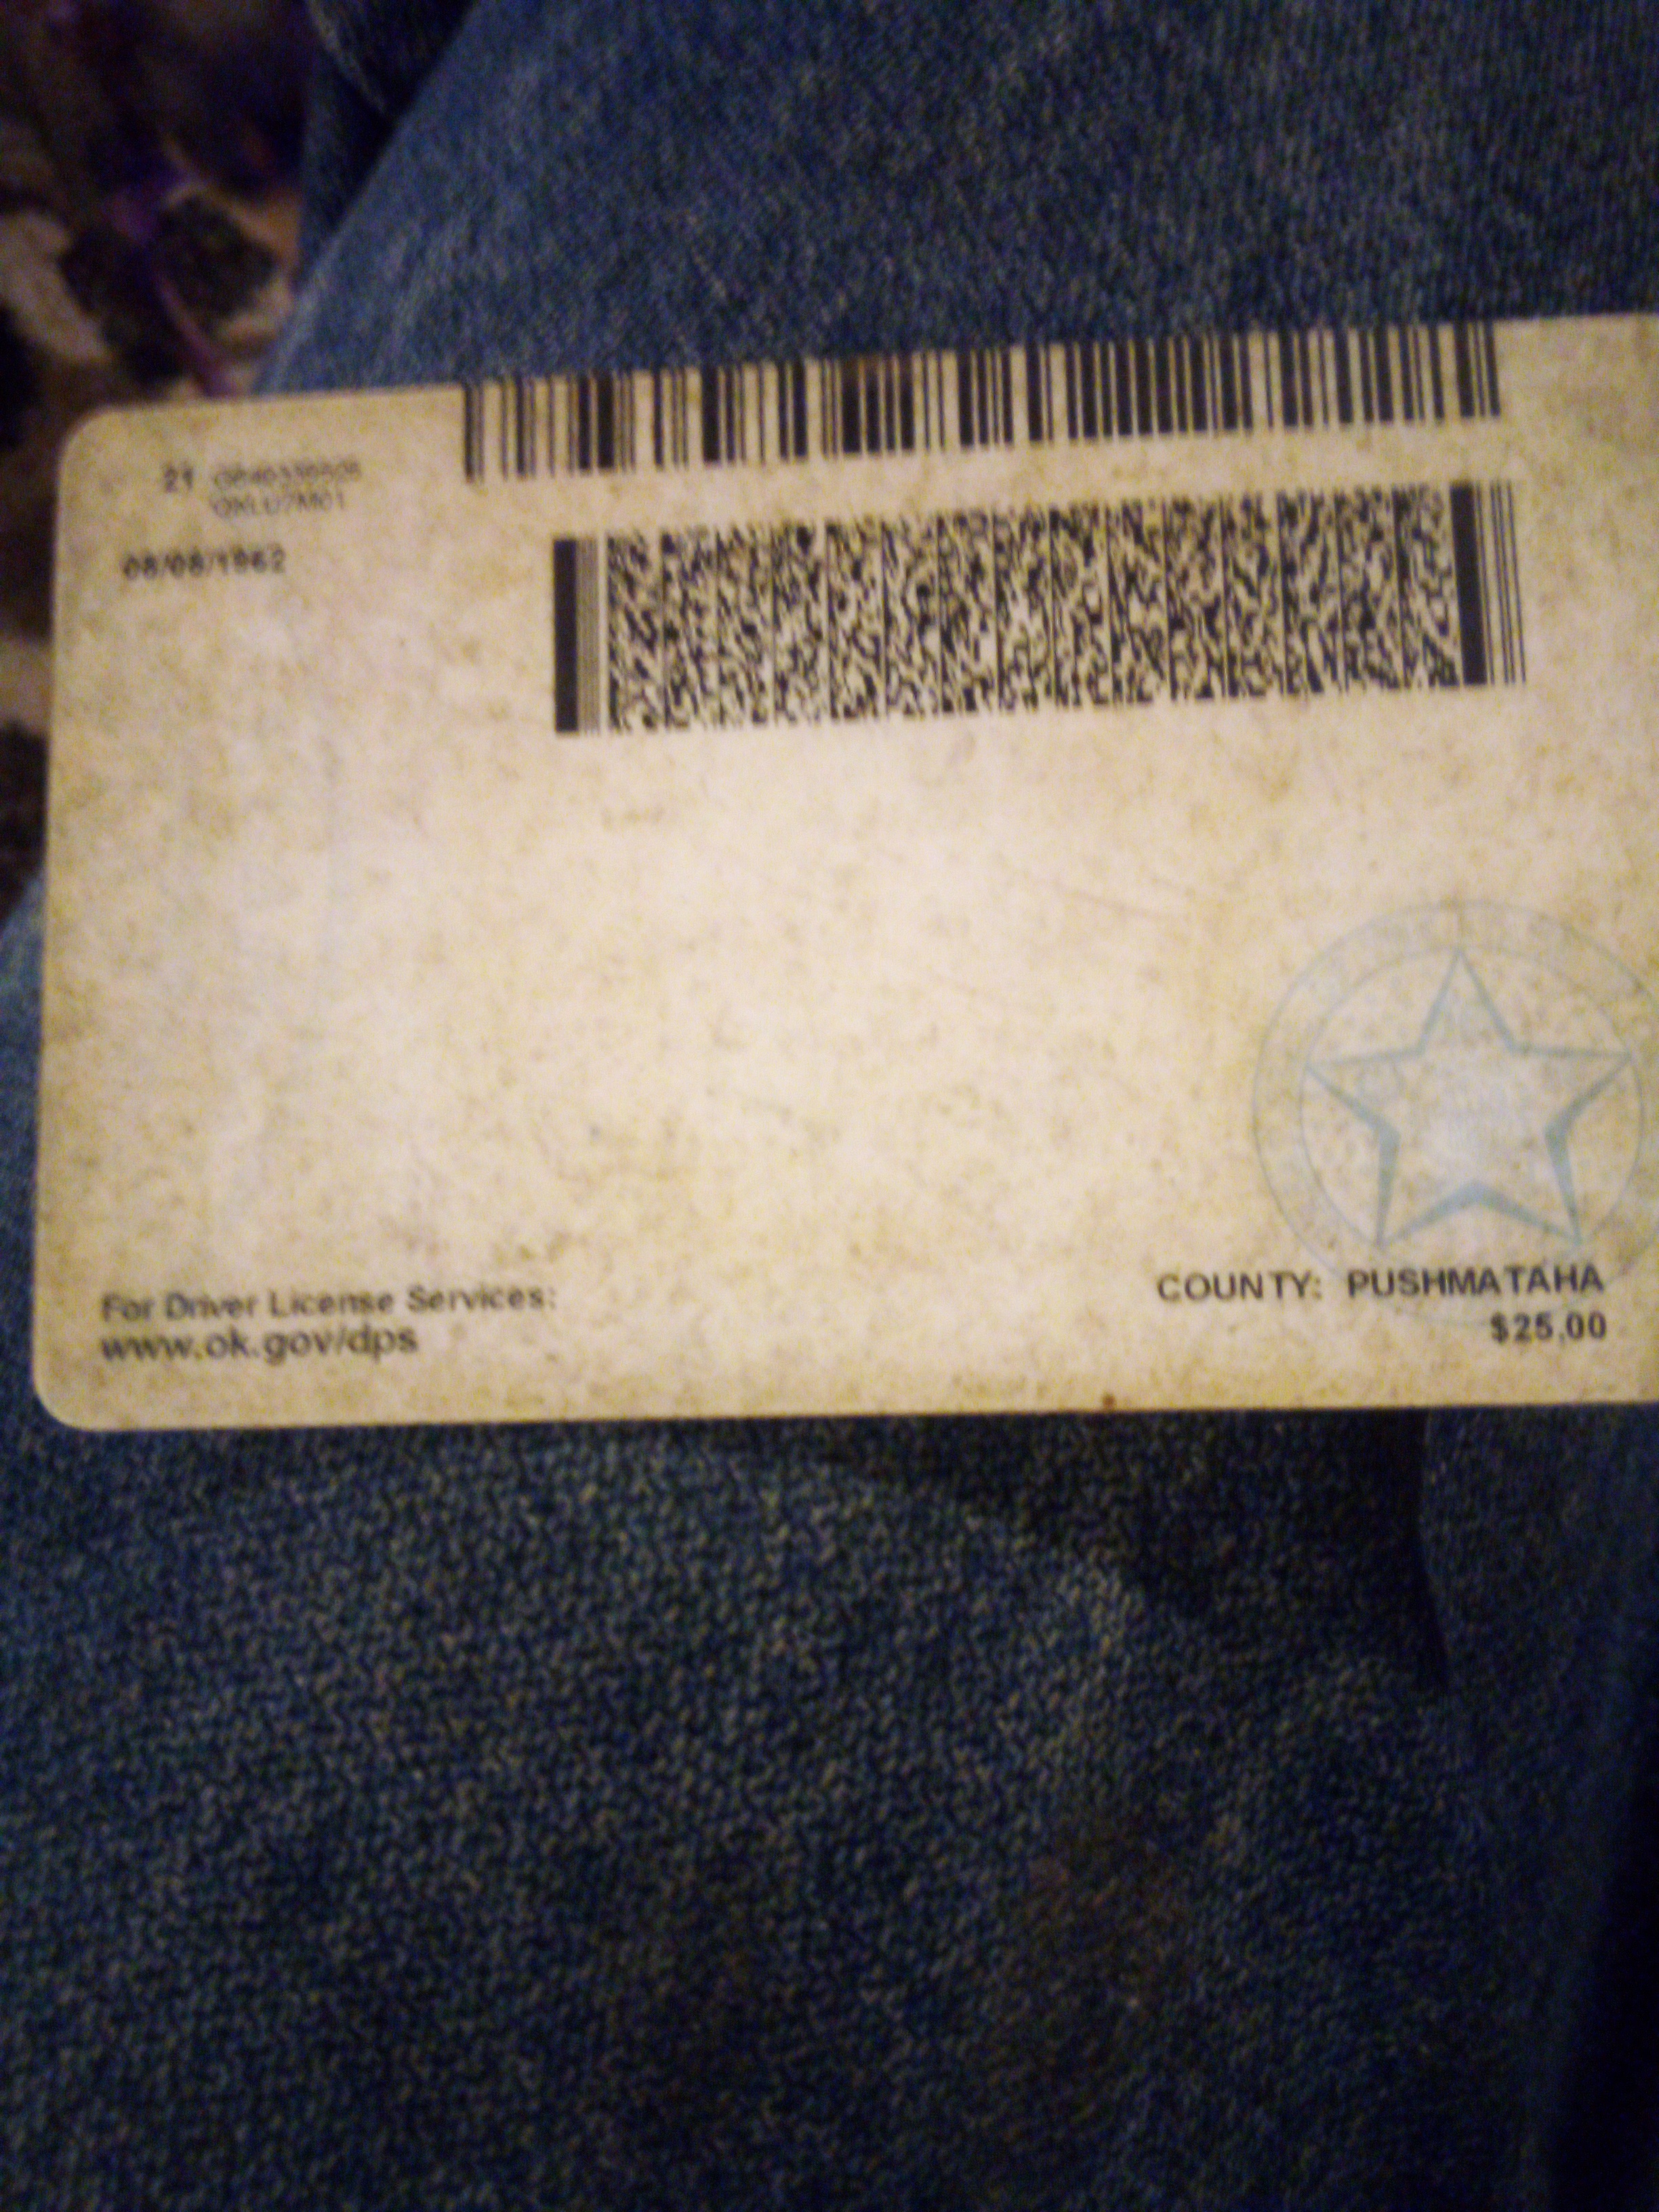 21
08/08/1962
For Driver License Services:
www.ok.gov/dps
COUNTY: PUSHMATAHA
$25.00